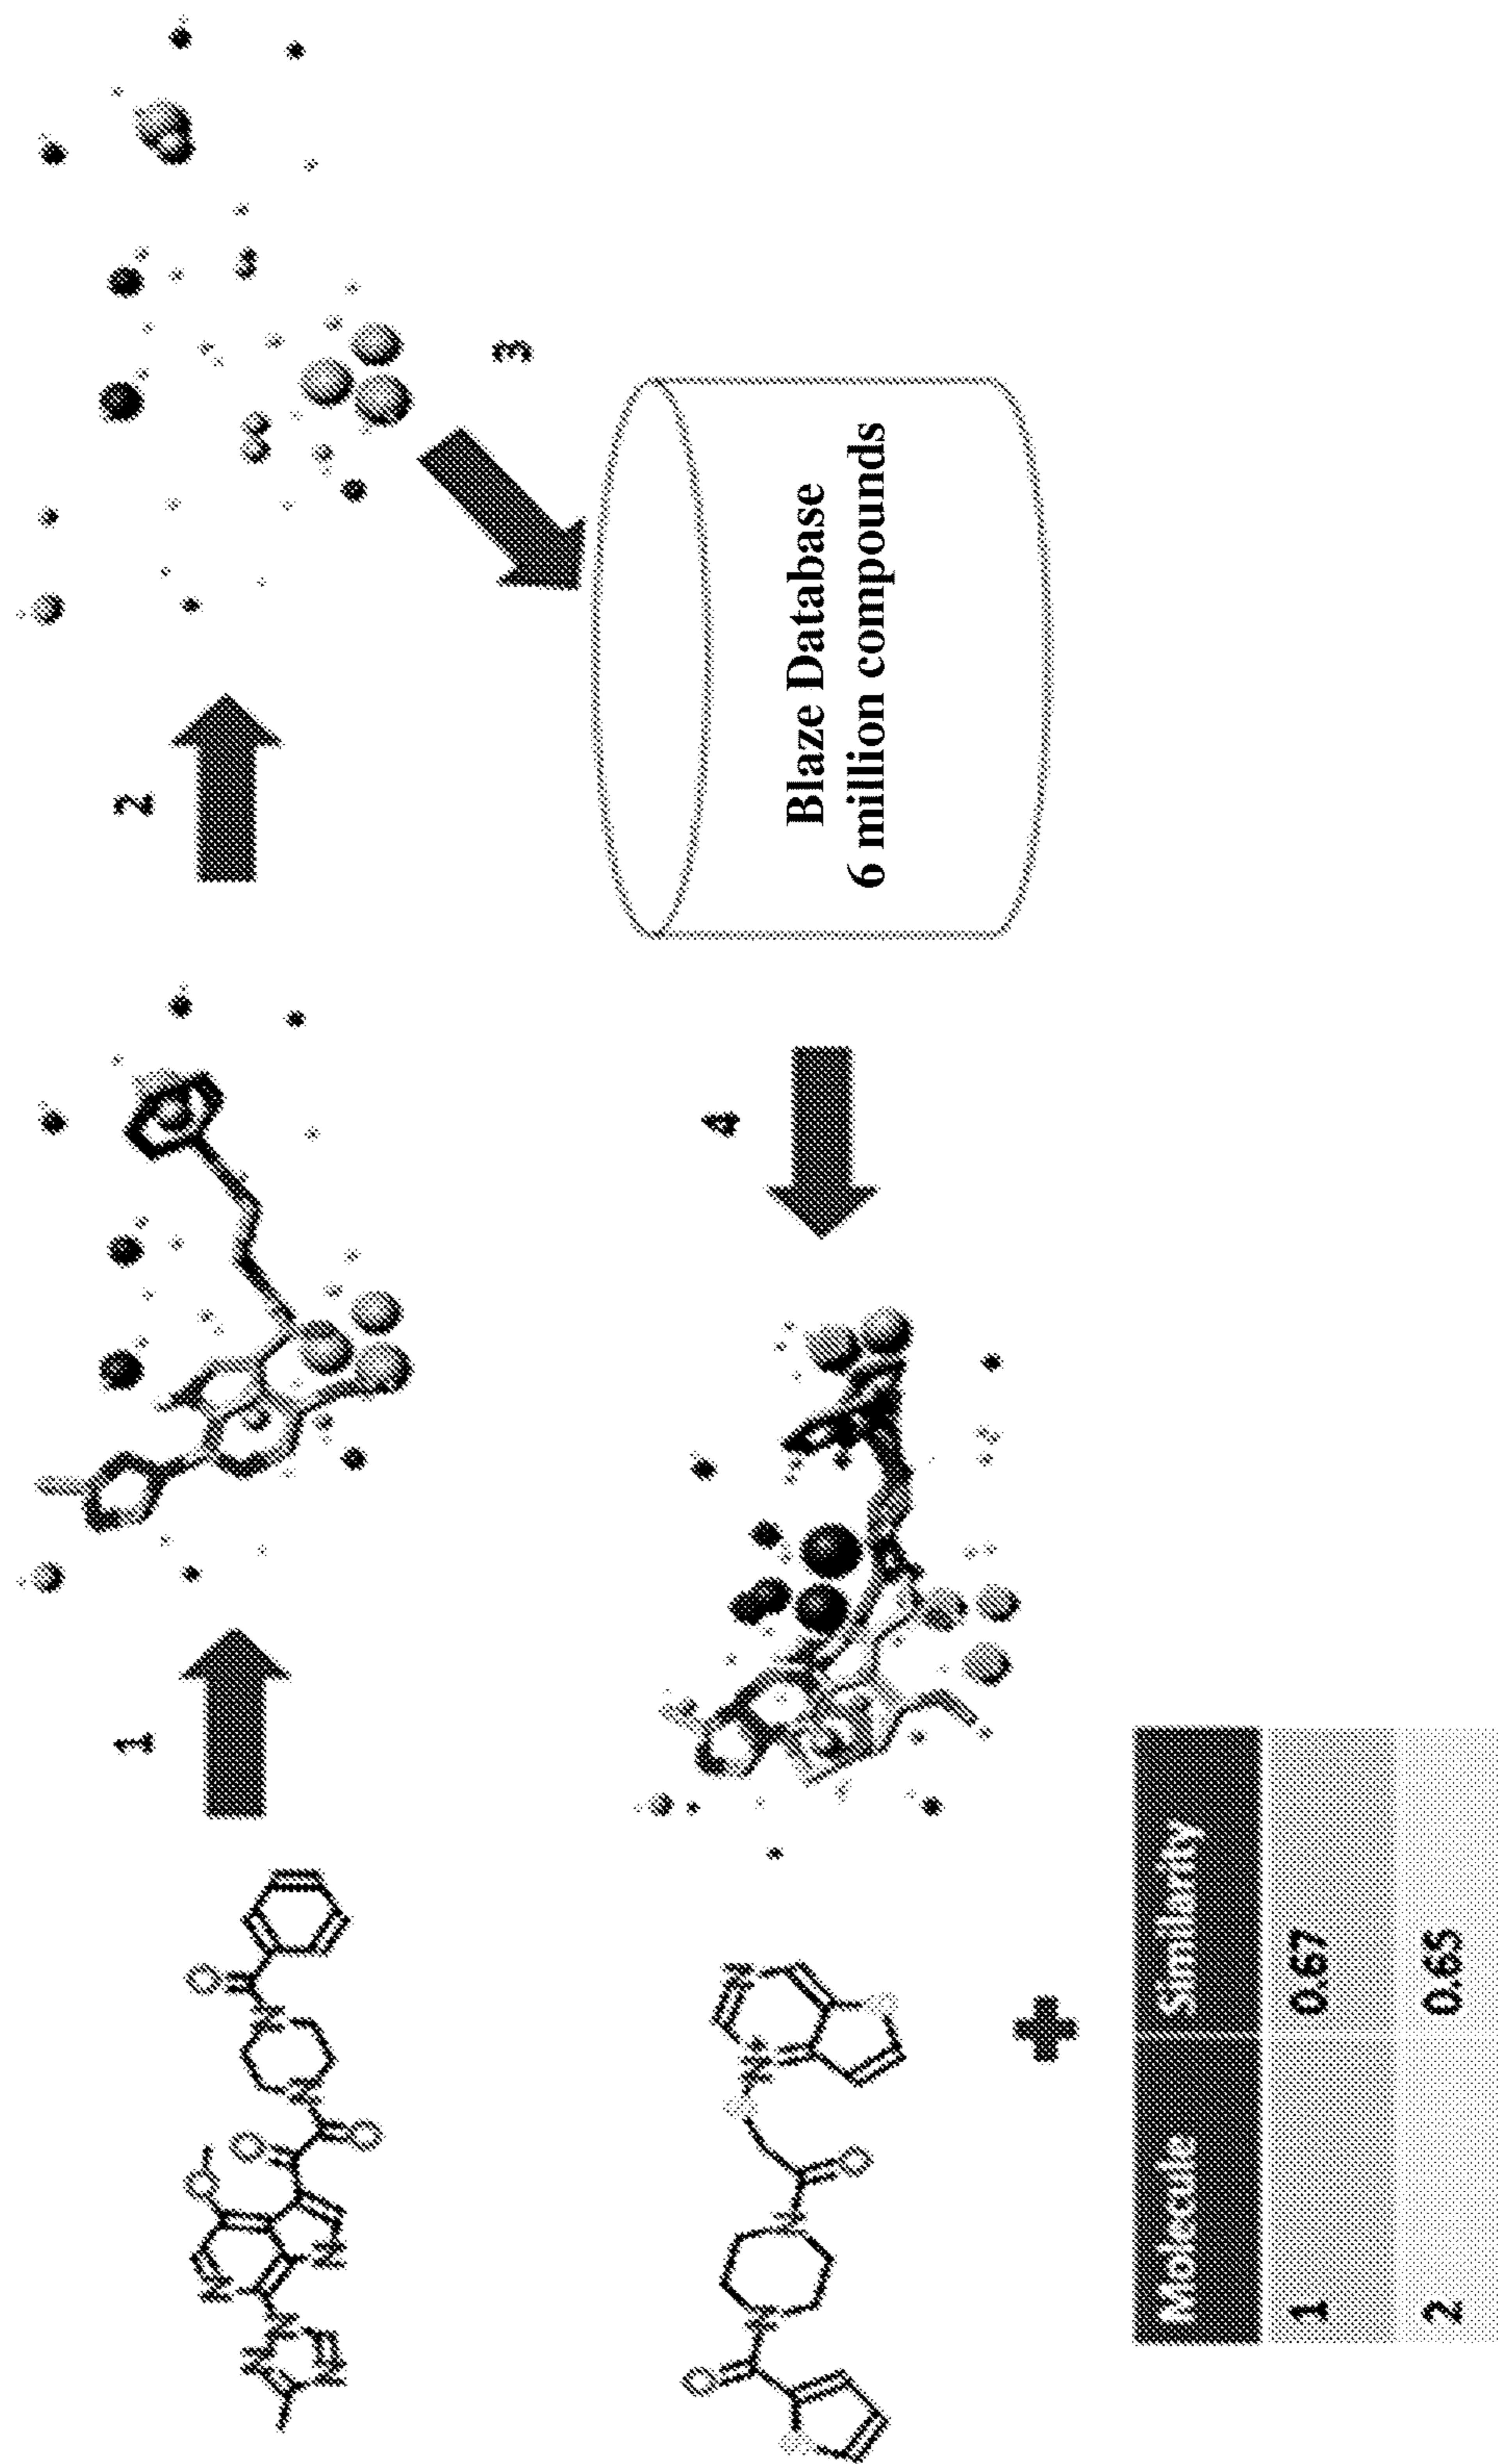 1
2
3
Blaze Database
6 million compounds
4
N
N
N
N
N
N
O
O
O
N
N
O
O
N
N
O
N+
N
Molecule Similarity
1 0.67
2 0.65